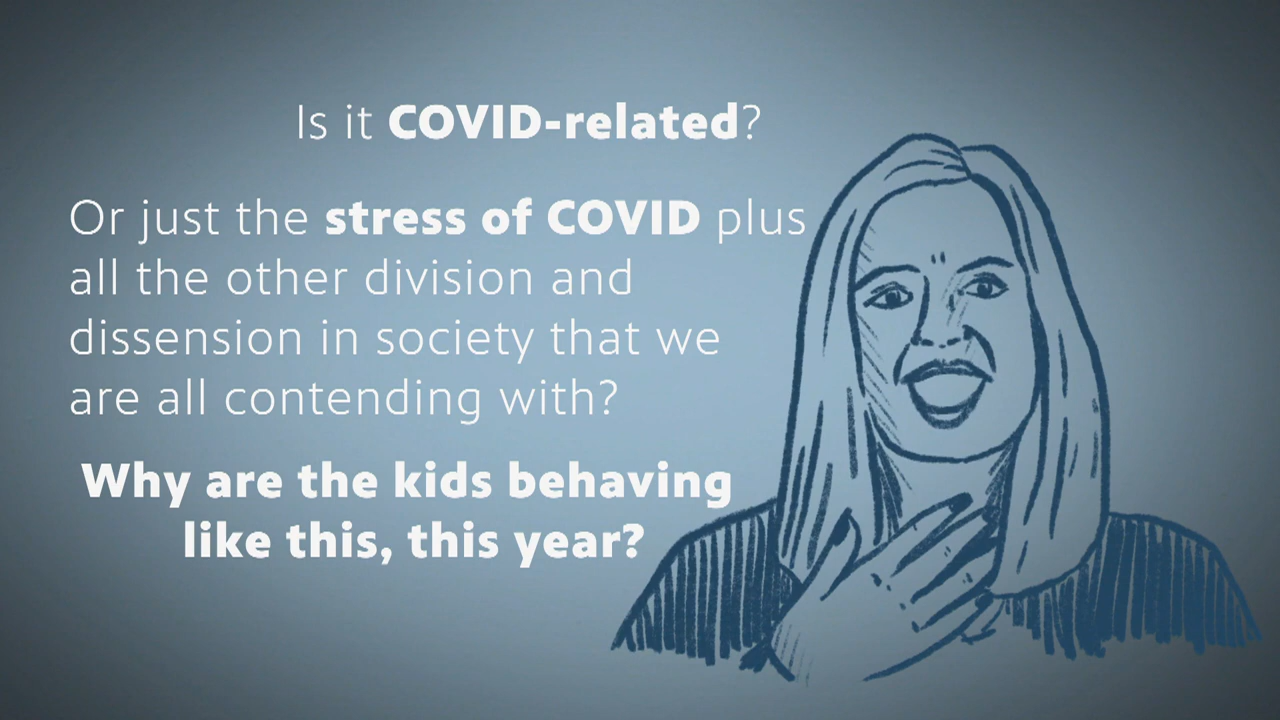 Is it COVID-related?
Or just the stress of COVID plus
all the other division and
dissension in society that we
are all contending with?
Why are the kids behaving
like this, this year?